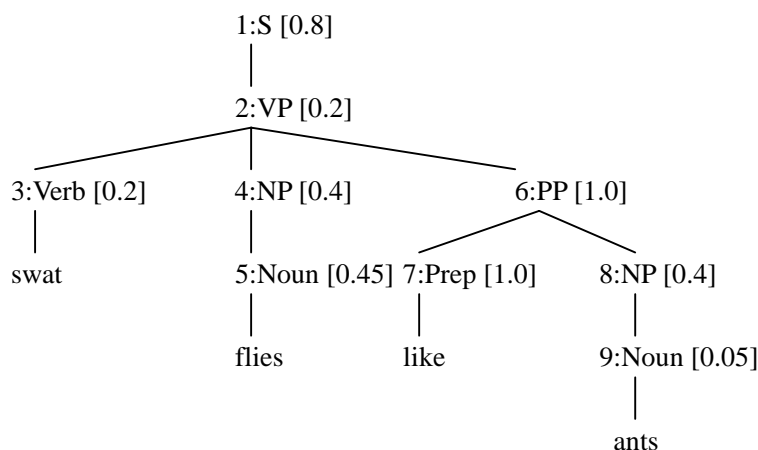 1:S [0.8]
2:VP [0.2]
3:Verb [0.2] 4:NP [0.4] 6:PP [1.0]
swat 5:Noun [0.45] 7:Prep [1.0] 8:NP [0.4]
flies like 9:Noun [0.05]
ants